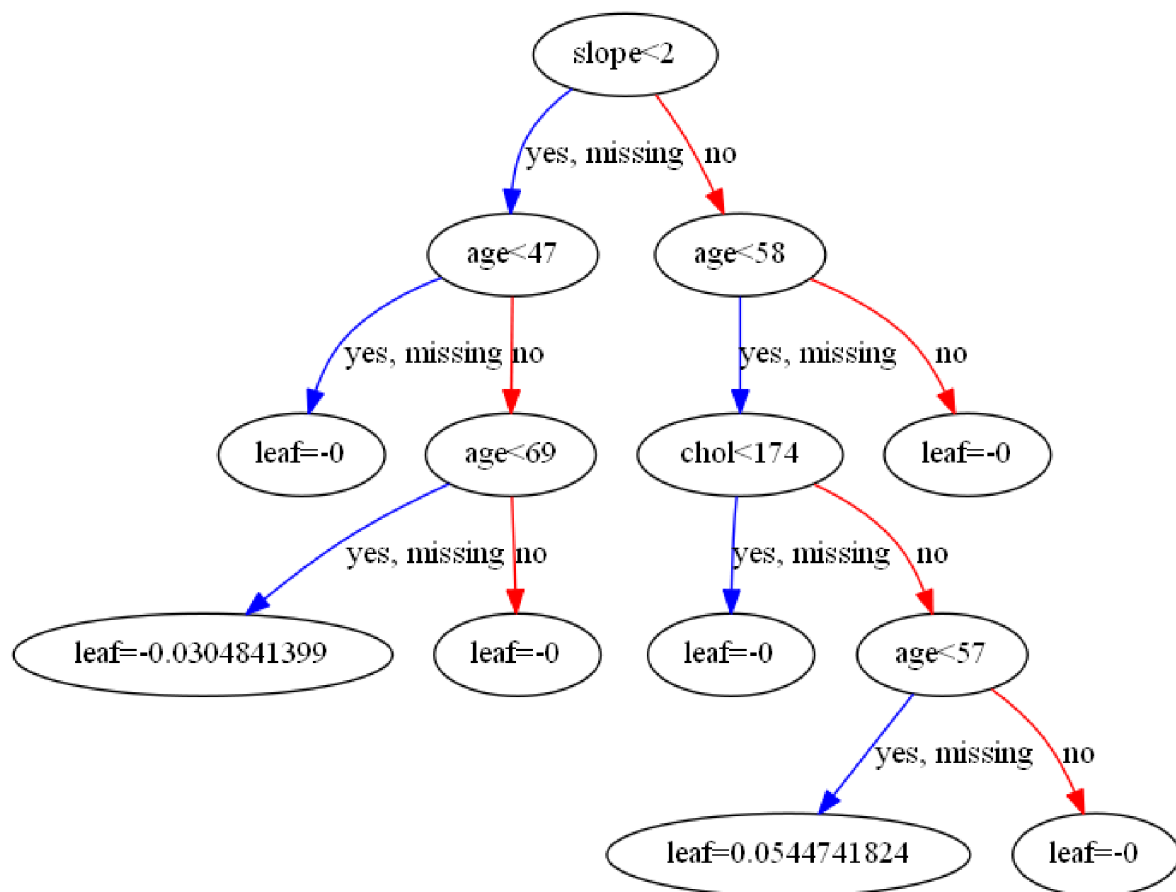 slope<2
yes, missing no
age<47 age<58
yes, missing no yes, missing no
leaf=-0 age<69 chol<174 leaf=-0
yes, missing no yes, missing no
leaf=-0.0304841399 leaf=-0 leaf=-0 age<57
yes, missing no
leaf=0.0544741824 leaf=-0